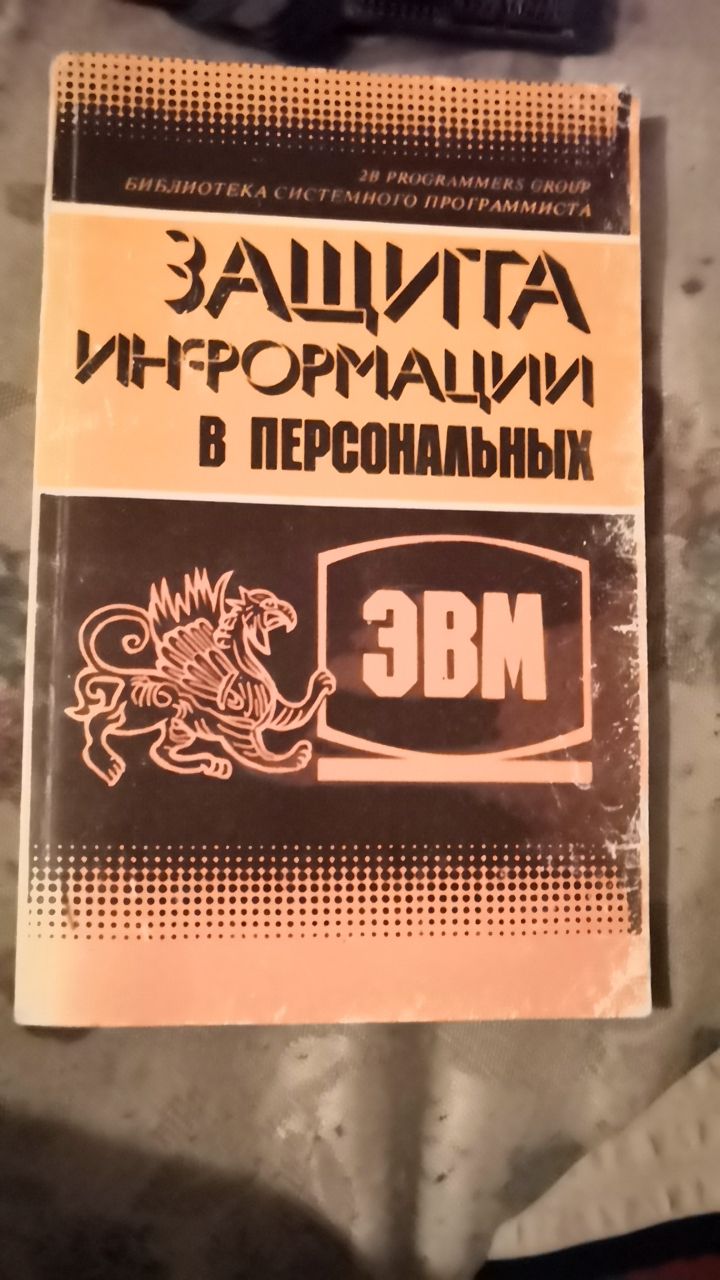 2B PROGRAMMERS GROUP
БИБЛИОТЕКА СИСТЕМНОГО ПРОГРАММИСТА
ЗАЩИТА
ИНФОРМАЦИИ
В ПЕРСОНАЛЬНЫХ
ЭВМ